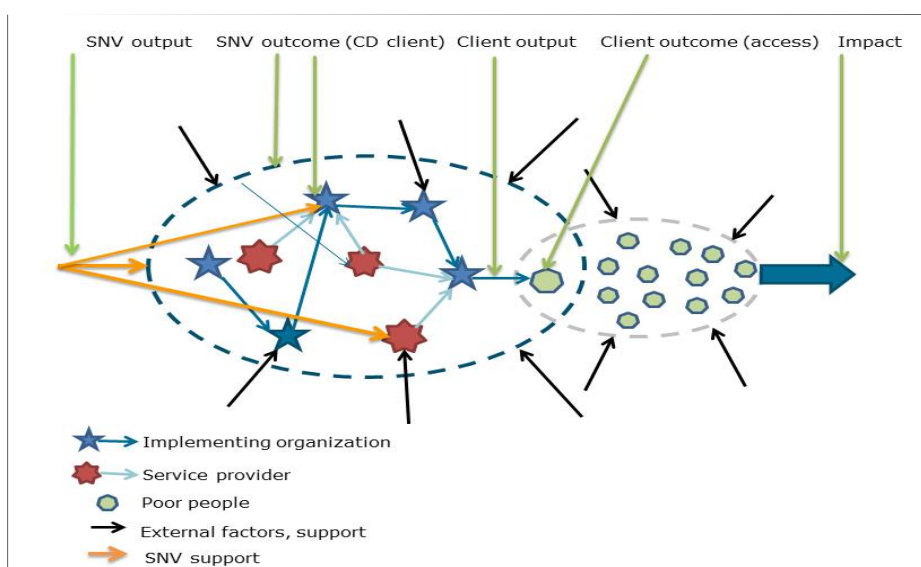 SNV output SNV outcome (CD client) Client output Client outcome (access) Impact
Implementing organization
Service provider
Poor people
External factors, support
SNV support